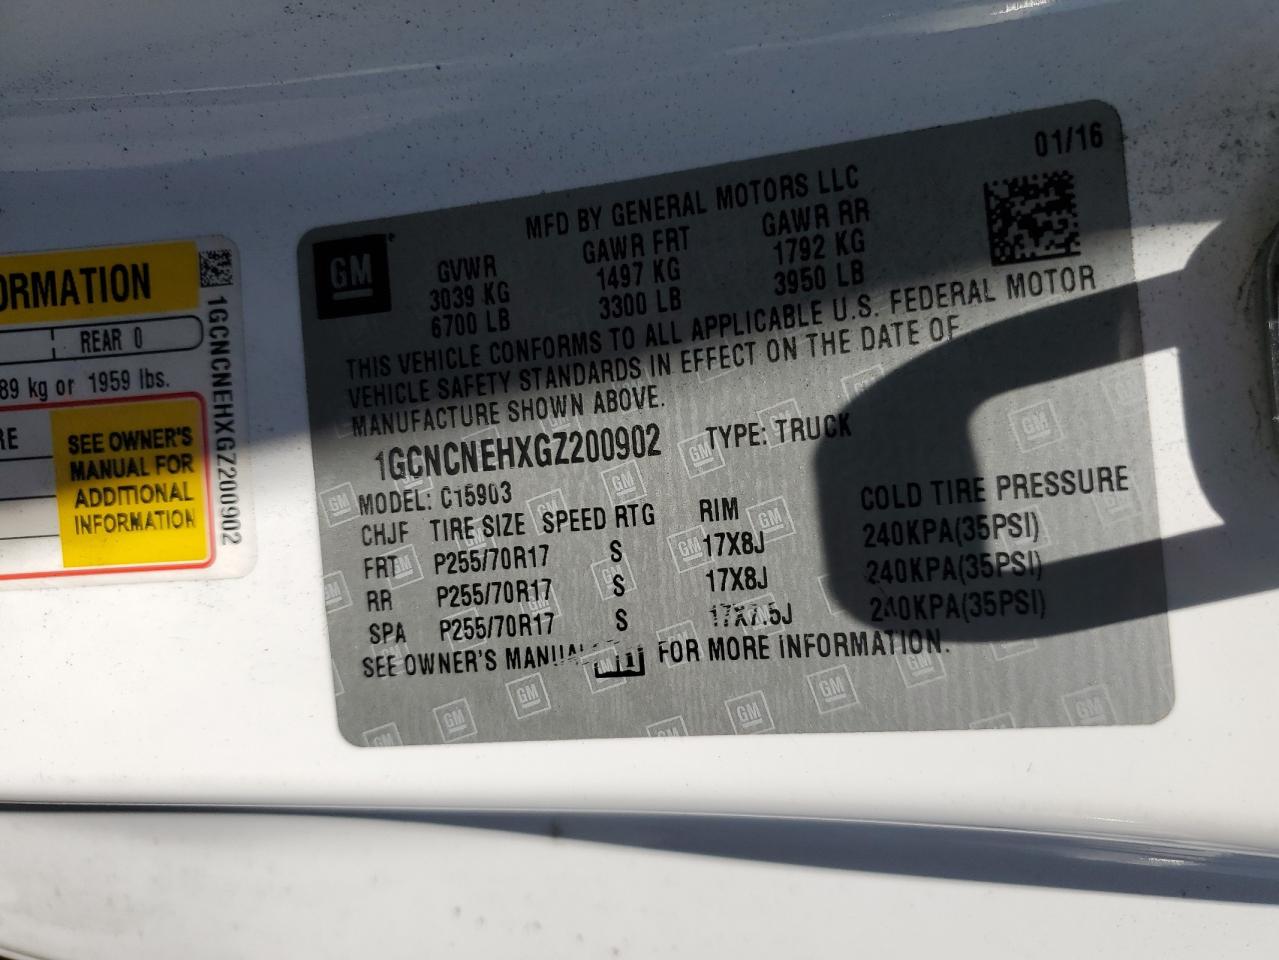 ORMATION
REAR 0
89 kg or 1959 lbs.
RE
SEE OWNER'S
MANUAL FOR
ADDITIONAL
INFORMATION
1GCNCNEHXGZ200902
01/16
GM
MFD BY GENERAL MOTORS LLC
GVWR GAWR FRT GAWR RR
3039 KG 1497 KG 1792 KG
6700 LB 3300 LB 3950 LB
THIS VEHICLE CONFORMS TO ALL APPLICABLE U.S. FEDERAL MOTOR
VEHICLE SAFETY STANDARDS IN EFFECT ON THE DATE OF
MANUFACTURE SHOWN ABOVE.
1GCNCNEHXGZ200902 TYPE: TRUCK
MODEL: C15903
CHJF TIRE SIZE SPEED RTG RIM COLD TIRE PRESSURE
FRT P255/70R17 S 17X8J 240KPA(35PSI)
RR P255/70R17 S 17X8J 240KPA(35PSI)
SPA P255/70R17 S 17X7.5J 240KPA(35PSI)
SEE OWNER'S MANUAL FOR MORE INFORMATION.